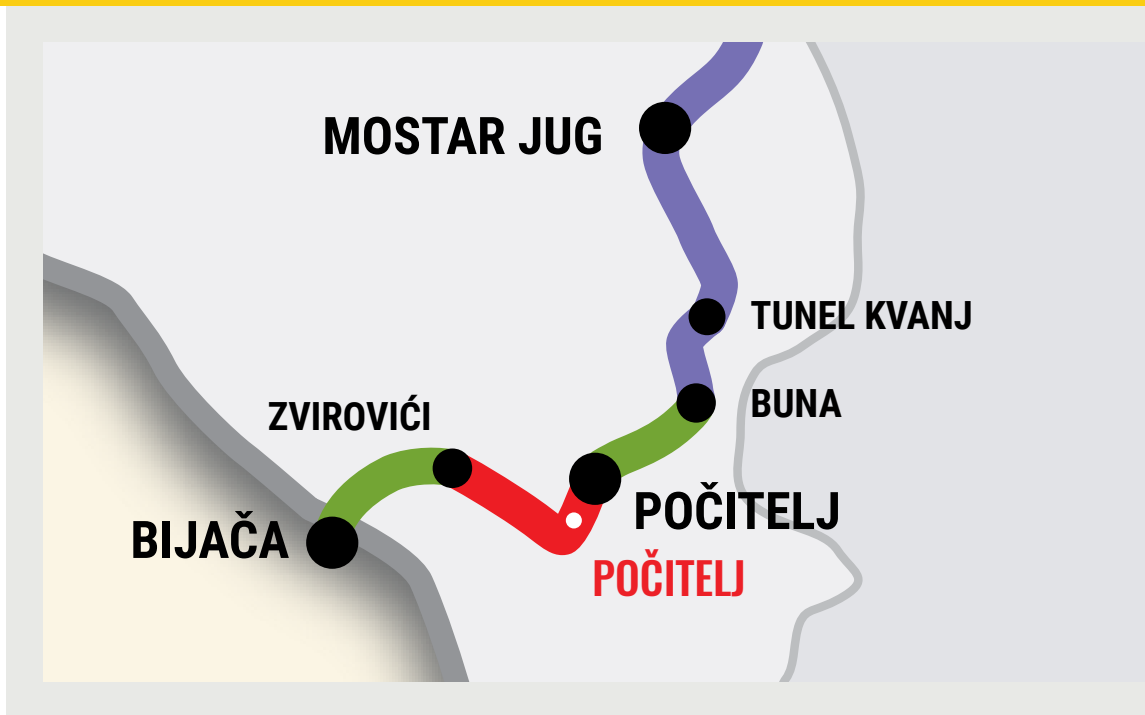 MOSTAR JUG
TUNEL KVANJ
BUNA
ZVIROVIĆI
POČITELJ
BIJAČA
POČITELJ